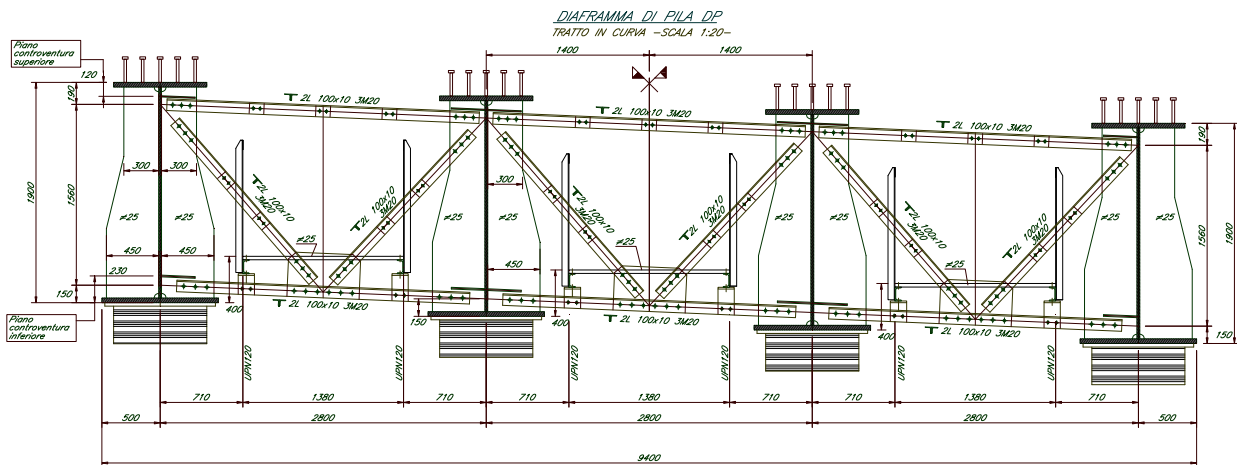 DIAFRAMMA DI PILA DP
TRATTO IN CURVA -SCALA 1:20-
1400
1400
Piano
controventura
superiore
120
190
1900
1560
300
300
≠25
≠25
450
450
230
150
Piano
controventura
inferiore
2L 100x10 3M20
2L 100x10 3M20
2L 100x10 3M20
2L 100x10
3M20
2L 100x10
3M20
≠25
2L 100x10 3M20
400
300
≠25
≠25
450
150
2L 100x10
3M20
2L 100x10
3M20
≠25
2L 100x10 3M20
400
≠25
≠25
2L 100x10
3M20
2L 100x10
3M20
≠25
2L 100x10 3M20
400
≠25
≠25
190
1560
1900
150
UPN120
UPN120
UPN120
UPN120
UPN120
UPN120
710
1380
710
710
1380
710
710
1380
710
500
2800
2800
2800
500
9400